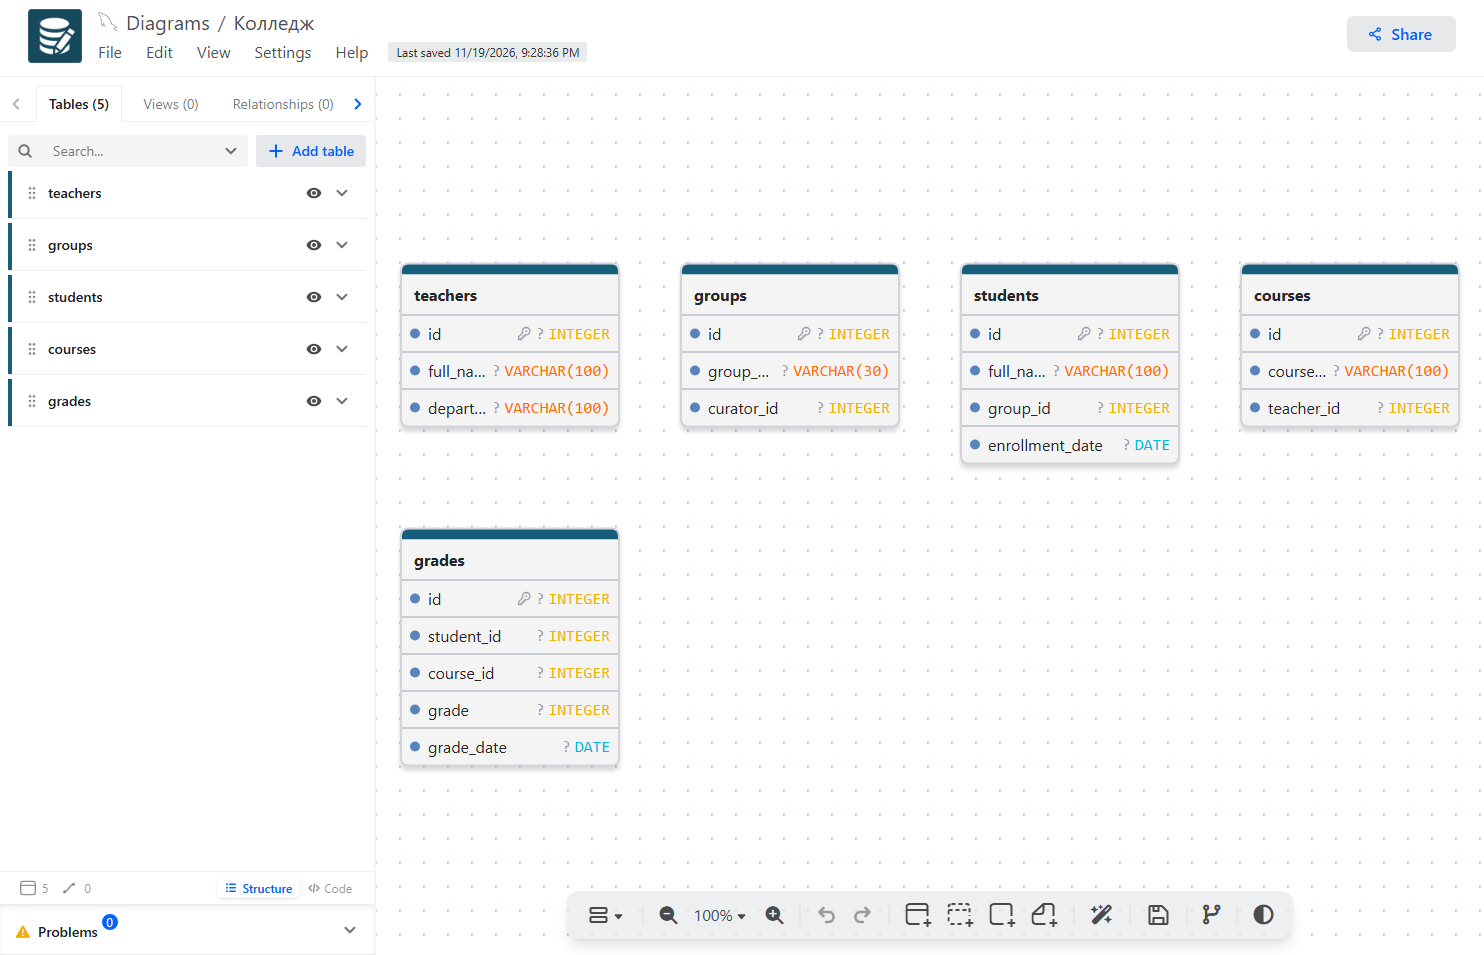 Diagrams / Колледж
File Edit View Settings Help Last saved 11/19/2026, 9:28:36 PM
Share
Tables (5) Views (0) Relationships (0)
Search... Add table
teachers
groups
students
courses
grades
teachers
id ? INTEGER
full_na... ? VARCHAR(100)
depart... ? VARCHAR(100)
groups
id ? INTEGER
group_... ? VARCHAR(30)
curator_id ? INTEGER
students
id ? INTEGER
full_na... ? VARCHAR(100)
group_id ? INTEGER
enrollment_date ? DATE
courses
id ? INTEGER
course... ? VARCHAR(100)
teacher_id ? INTEGER
grades
id ? INTEGER
student_id ? INTEGER
course_id ? INTEGER
grade ? INTEGER
grade_date ? DATE
5 0 Structure Code
Problems 0
100%